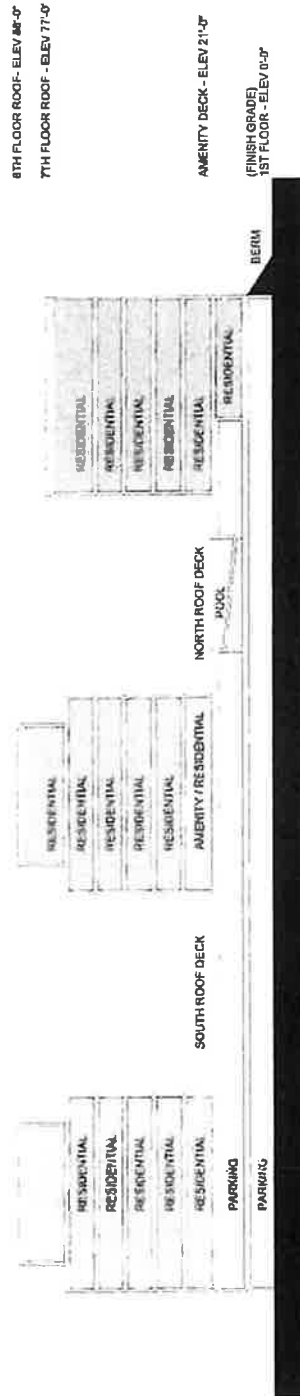 8TH FLOOR ROOF- ELEV 86'-0"
7TH FLOOR ROOF - ELEV 77'-0"
AMENITY DECK - ELEV 21'-0"
(FINISH GRADE)
1ST FLOOR - ELEV 0'-0"
RESIDENTIAL
RESIDENTIAL
RESIDENTIAL
RESIDENTIAL
RESIDENTIAL
PARKING
PARKING
SOUTH ROOF DECK
RESIDENTIAL
RESIDENTIAL
RESIDENTIAL
RESIDENTIAL
RESIDENTIAL
AMENITY / RESIDENTIAL
NORTH ROOF DECK
POOL
RESIDENTIAL
RESIDENTIAL
RESIDENTIAL
RESIDENTIAL
RESIDENTIAL
RESIDENTIAL
BERM